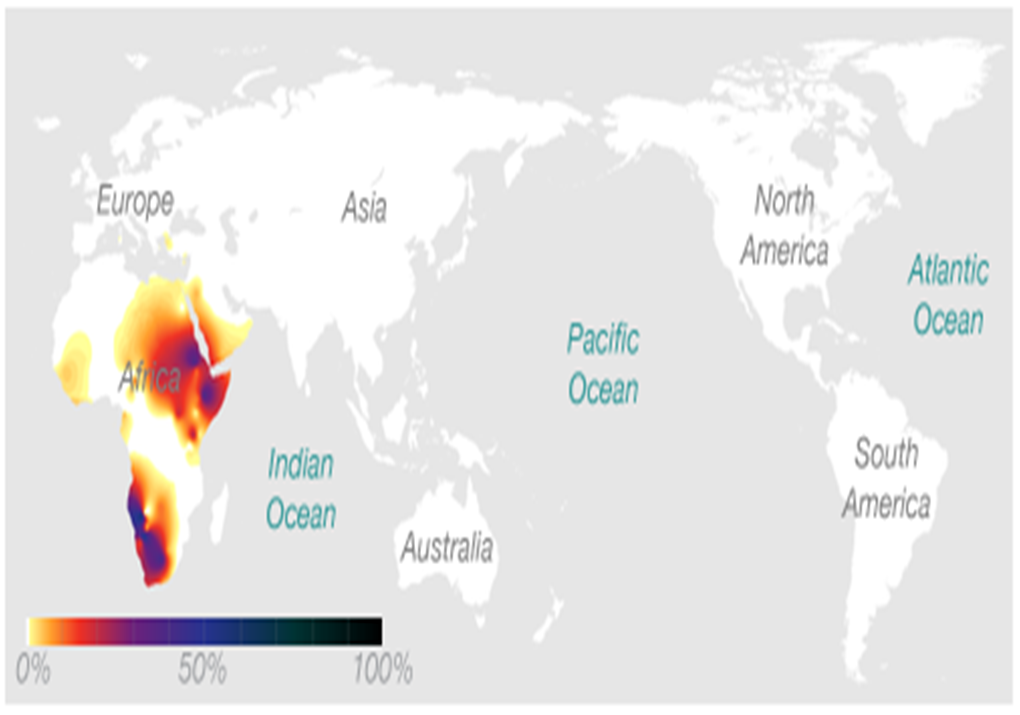 Europe
Asia
North
America
Atlantic
Ocean
Pacific
Ocean
Africa
Indian
Ocean
South
America
Australia
0%
50%
100%